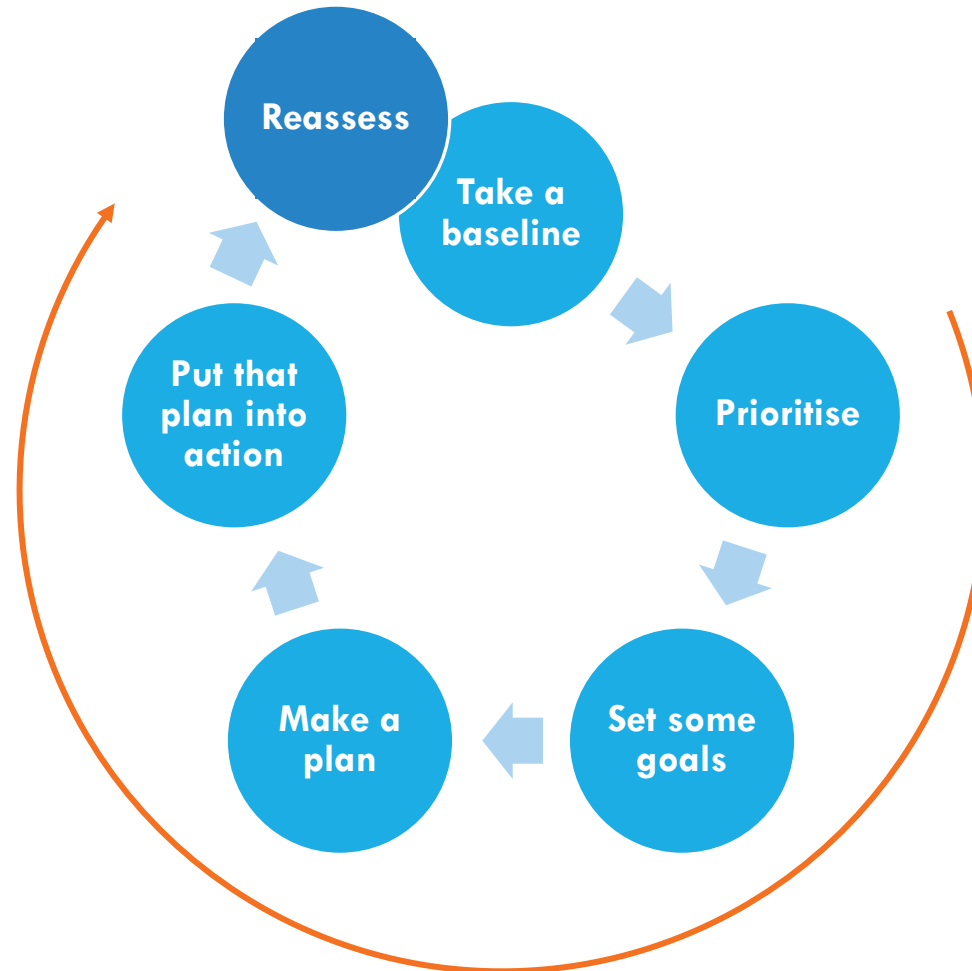 Reassess
Take a
baseline
Prioritise
Set some
goals
Make a
plan
Put that
plan into
action